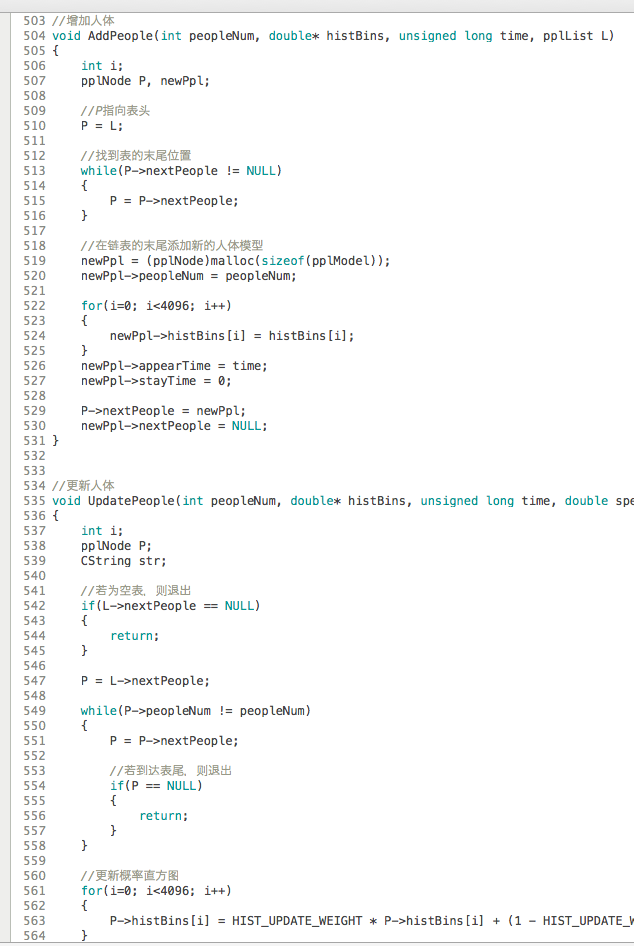 503 //增加人体
504 void AddPeople(int peopleNum, double* histBins, unsigned long time, pplList L)
505 {
506     int i;
507     pplNode P, newPpl;
508
509     //P指向表头
510     P = L;
511
512     //找到表的末尾位置
513     while(P->nextPeople != NULL)
514     {
515         P = P->nextPeople;
516     }
517
518     //在链表的末尾添加新的人体模型
519     newPpl = (pplNode)malloc(sizeof(pplModel));
520     newPpl->peopleNum = peopleNum;
521
522     for(i=0; i<4096; i++)
523     {
524         newPpl->histBins[i] = histBins[i];
525     }
526     newPpl->appearTime = time;
527     newPpl->stayTime = 0;
528
529     P->nextPeople = newPpl;
530     newPpl->nextPeople = NULL;
531 }
532
533
534 //更新人体
535 void UpdatePeople(int peopleNum, double* histBins, unsigned long time, double spe
536 {
537     int i;
538     pplNode P;
539     CString str;
540
541     //若为空表，则退出
542     if(L->nextPeople == NULL)
543     {
544         return;
545     }
546
547     P = L->nextPeople;
548
549     while(P->peopleNum != peopleNum)
550     {
551         P = P->nextPeople;
552
553         //若到达表尾，则退出
554         if(P == NULL)
555         {
556             return;
557         }
558     }
559
560     //更新概率直方图
561     for(i=0; i<4096; i++)
562     {
563         P->histBins[i] = HIST_UPDATE_WEIGHT * P->histBins[i] + (1 - HIST_UPDATE_W
564     }